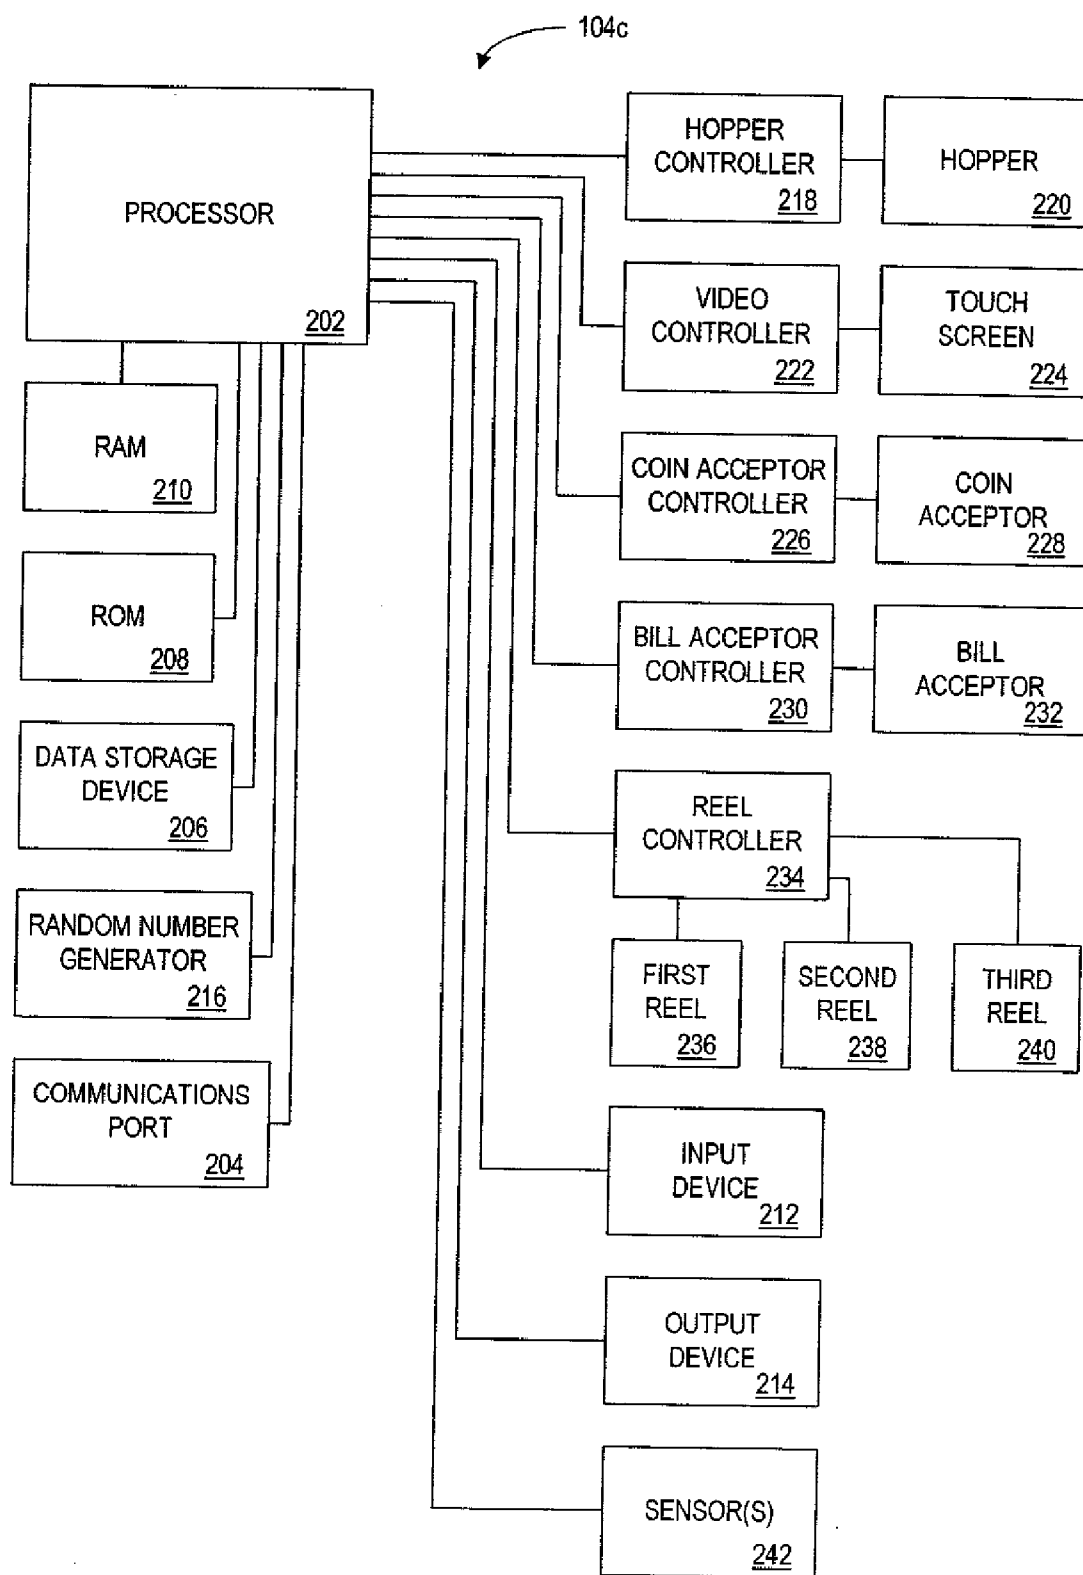 104c
PROCESSOR
202
HOPPER
CONTROLLER
218
HOPPER
220
VIDEO
CONTROLLER
222
TOUCH
SCREEN
224
RAM
210
COIN ACCEPTOR
CONTROLLER
226
COIN
ACCEPTOR
228
ROM
208
BILL ACCEPTOR
CONTROLLER
230
BILL
ACCEPTOR
232
DATA STORAGE
DEVICE
206
REEL
CONTROLLER
234
RANDOM NUMBER
GENERATOR
216
FIRST
REEL
236
SECOND
REEL
238
THIRD
REEL
240
COMMUNICATIONS
PORT
204
INPUT
DEVICE
212
OUTPUT
DEVICE
214
SENSOR(S)
242